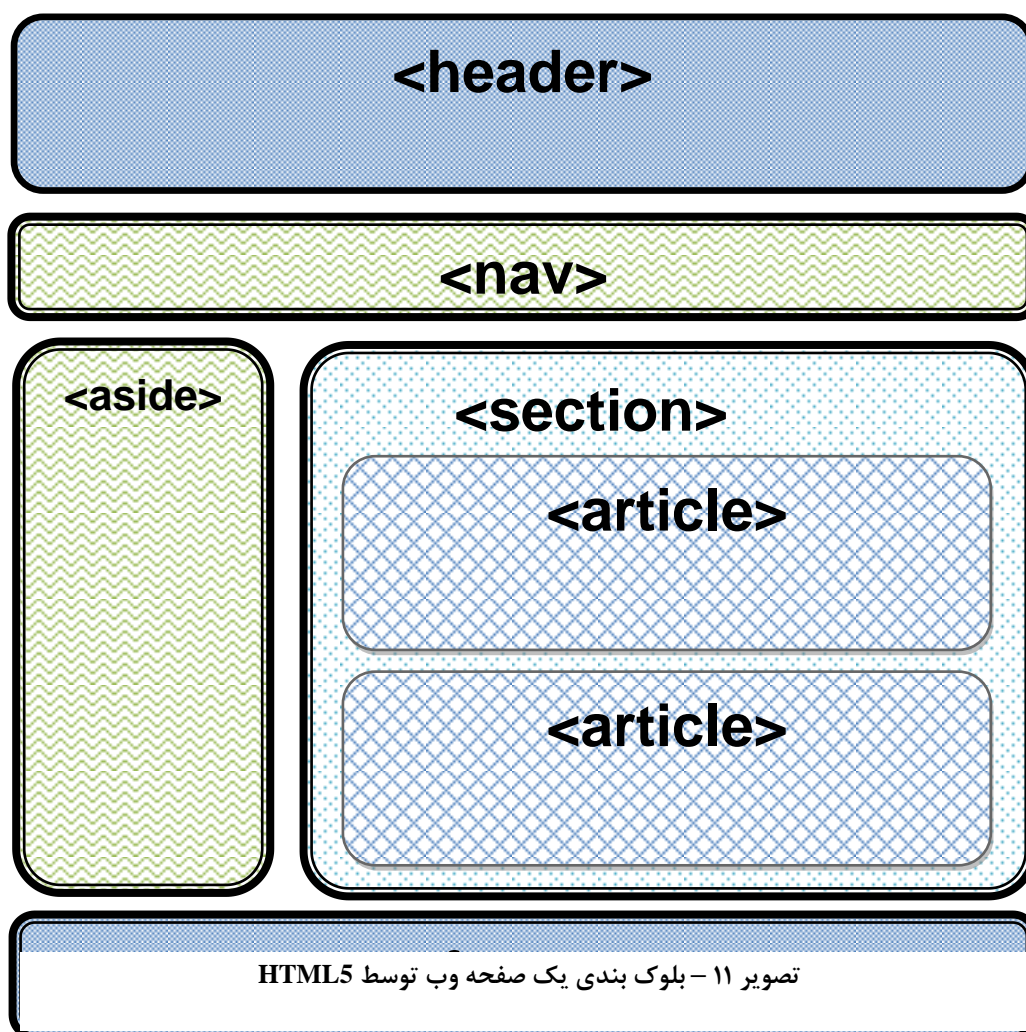 <header>
<nav>
<aside>
<section>
<article>
<article>
تصویر ۱۱ – بلوک بندی یک صفحه وب توسط HTML5